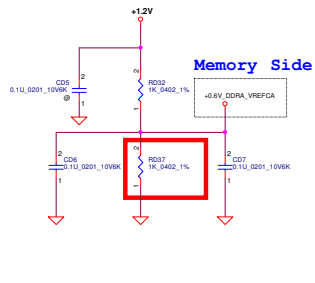 +1.2V
Memory Side
2
CD5
0.1U_0201_10V6K
@
1
2
RD32
1K_0402_1%
1
+0.6V_DDRA_VREFCA
2
CD6
0.1U_0201_10V6K
1
2
RD37
1K_0402_1%
1
2
CD7
0.1U_0201_10V6K
1